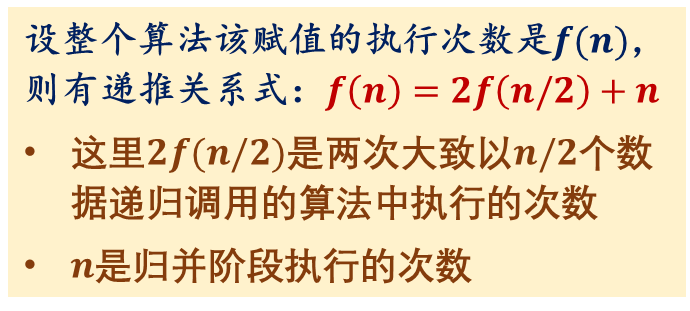 设整个算法该赋值的执行次数是f(n),
则有递推关系式：f(n) = 2f(n/2) + n
• 这里2f(n/2)是两次大致以n/2个数
据递归调用的算法中执行的次数
• n是归并阶段执行的次数